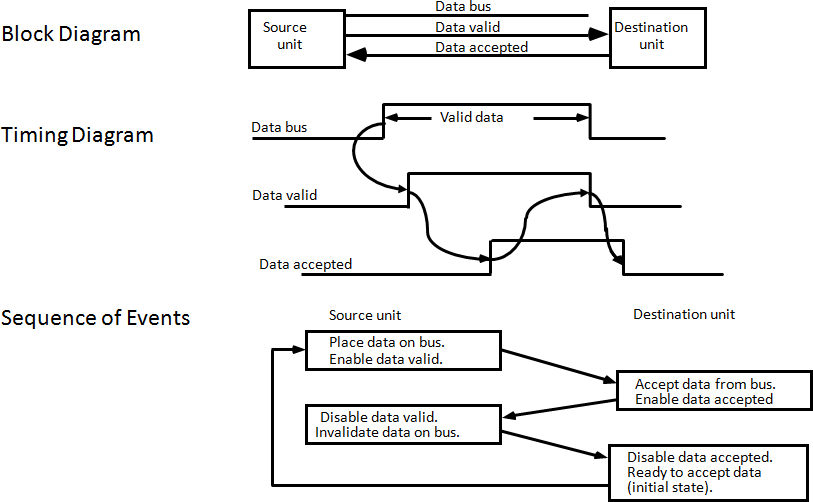 Block Diagram
Source
unit
Data bus
Data valid
Data accepted
Destination
unit
Timing Diagram
Data bus
Valid data
Data valid
Data accepted
Sequence of Events
Source unit
Destination unit
Place data on bus.
Enable data valid.
Accept data from bus.
Enable data accepted
Disable data valid.
Invalidate data on bus.
Disable data accepted.
Ready to accept data
(initial state).